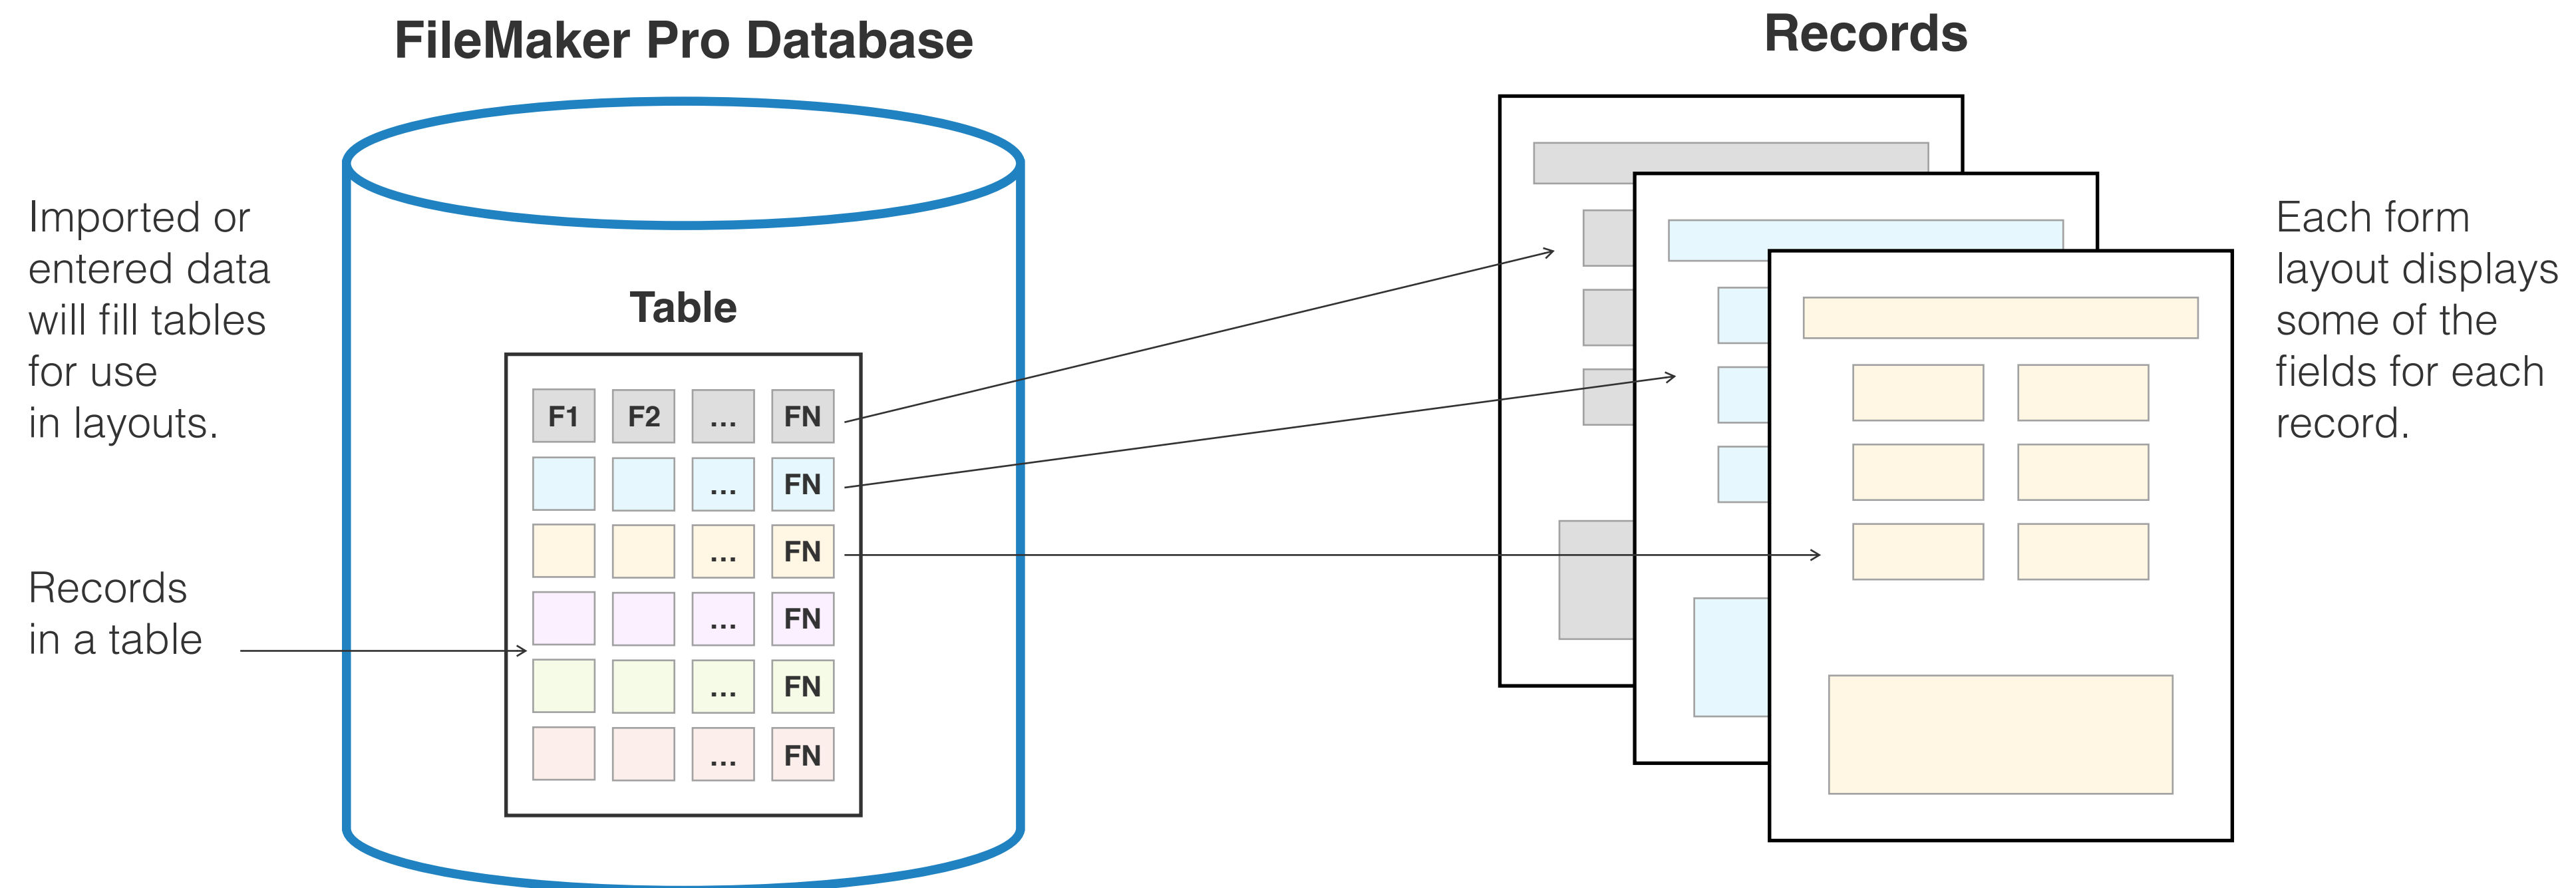 FileMaker Pro Database
Records
Imported or
entered data
will fill tables
for use
in layouts.
Records
in a table
Table
F1 F2 ... FN
... FN
... FN
... FN
... FN
... FN
Each form
layout displays
some of the
fields for each
record.